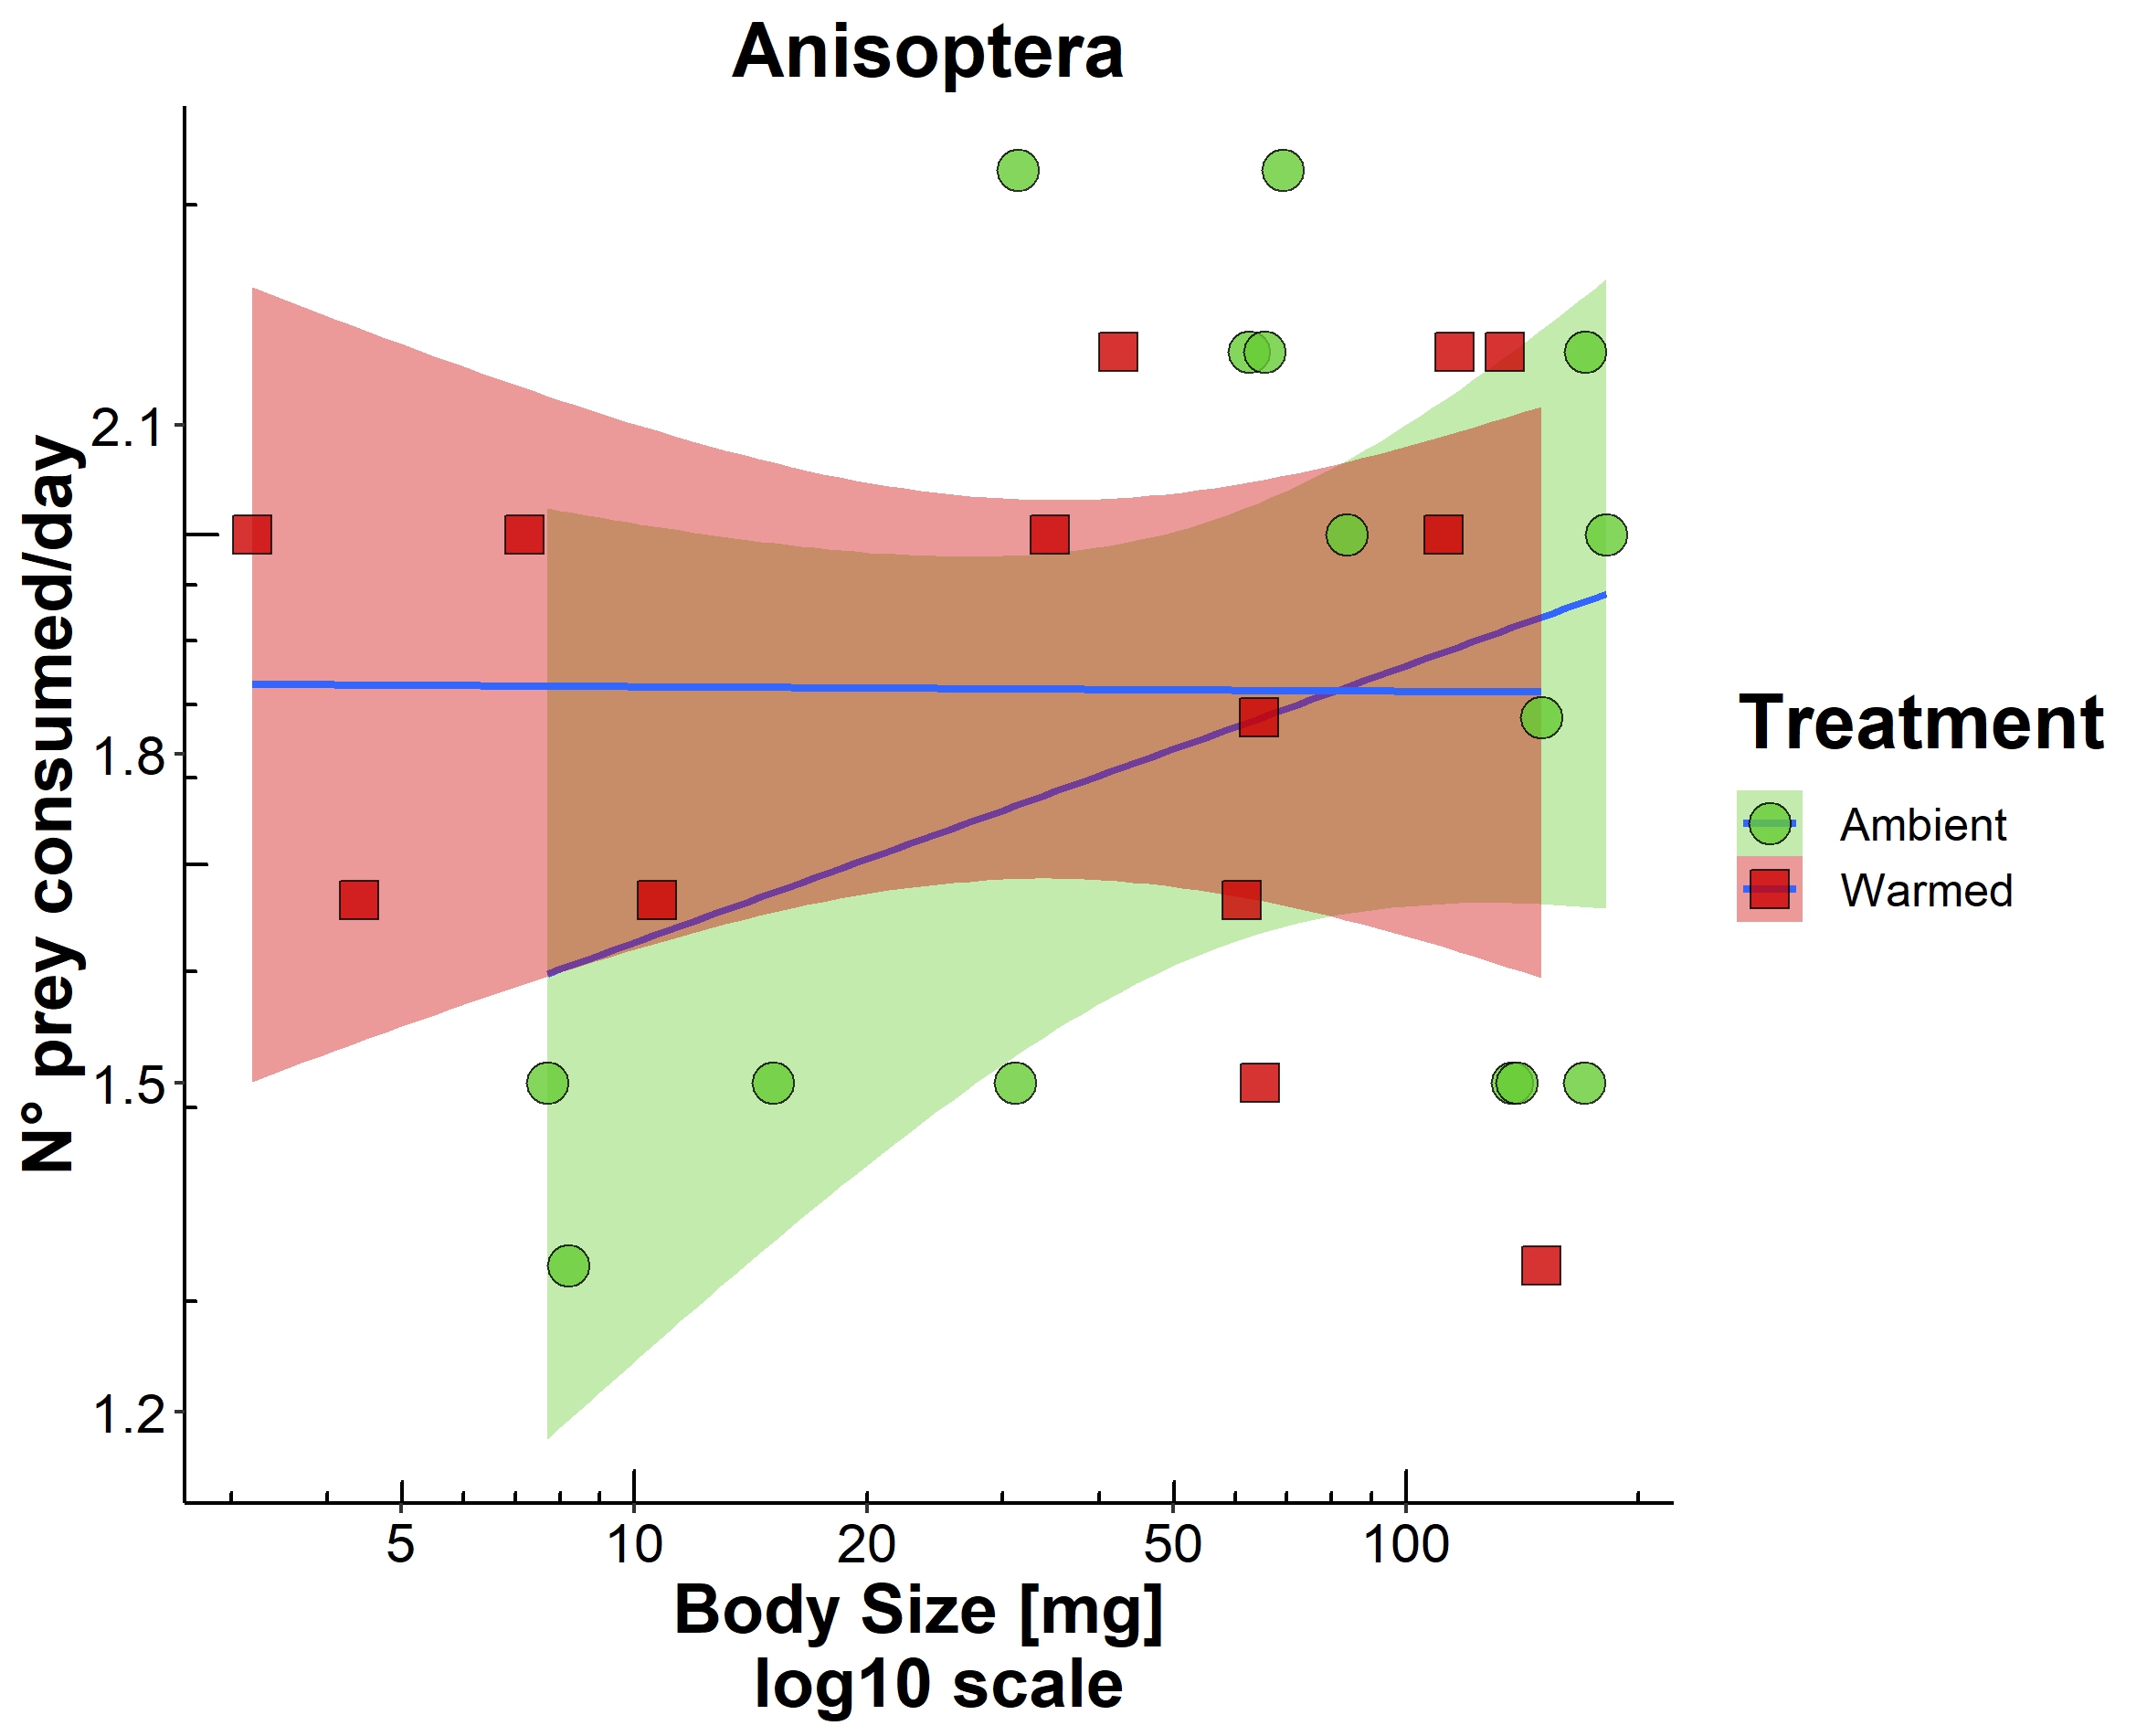 Anisoptera
N° prey consumed/day
2.1
1.8
1.5
1.2
5 10 20 50 100
Body Size [mg]
log10 scale
Treatment
Ambient
Warmed